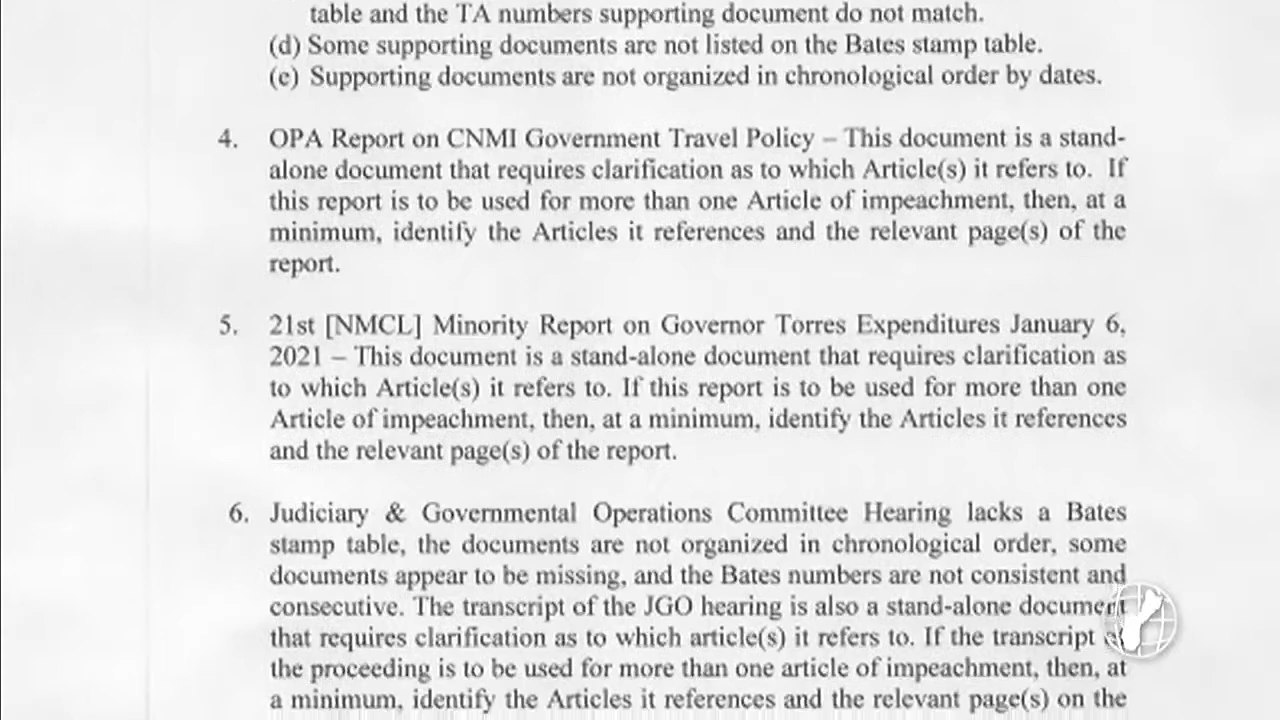 table and the TA numbers supporting document do not match.
(d) Some supporting documents are not listed on the Bates stamp table.
(e) Supporting documents are not organized in chronological order by dates.
4. OPA Report on CNMI Government Travel Policy – This document is a stand-
alone document that requires clarification as to which Article(s) it refers to. If
this report is to be used for more than one Article of impeachment, then, at a
minimum, identify the Articles it references and the relevant page(s) of the
report.
5. 21st [NMCL] Minority Report on Governor Torres Expenditures January 6,
2021 – This document is a stand-alone document that requires clarification as
to which Article(s) it refers to. If this report is to be used for more than one
Article of impeachment, then, at a minimum, identify the Articles it references
and the relevant page(s) of the report.
6. Judiciary & Governmental Operations Committee Hearing lacks a Bates
stamp table, the documents are not organized in chronological order, some
documents appear to be missing, and the Bates numbers are not consistent and
consecutive. The transcript of the JGO hearing is also a stand-alone document
that requires clarification as to which article(s) it refers to. If the transcript
the proceeding is to be used for more than one article of impeachment, then, at
a minimum, identify the Articles it references and the relevant page(s) on the